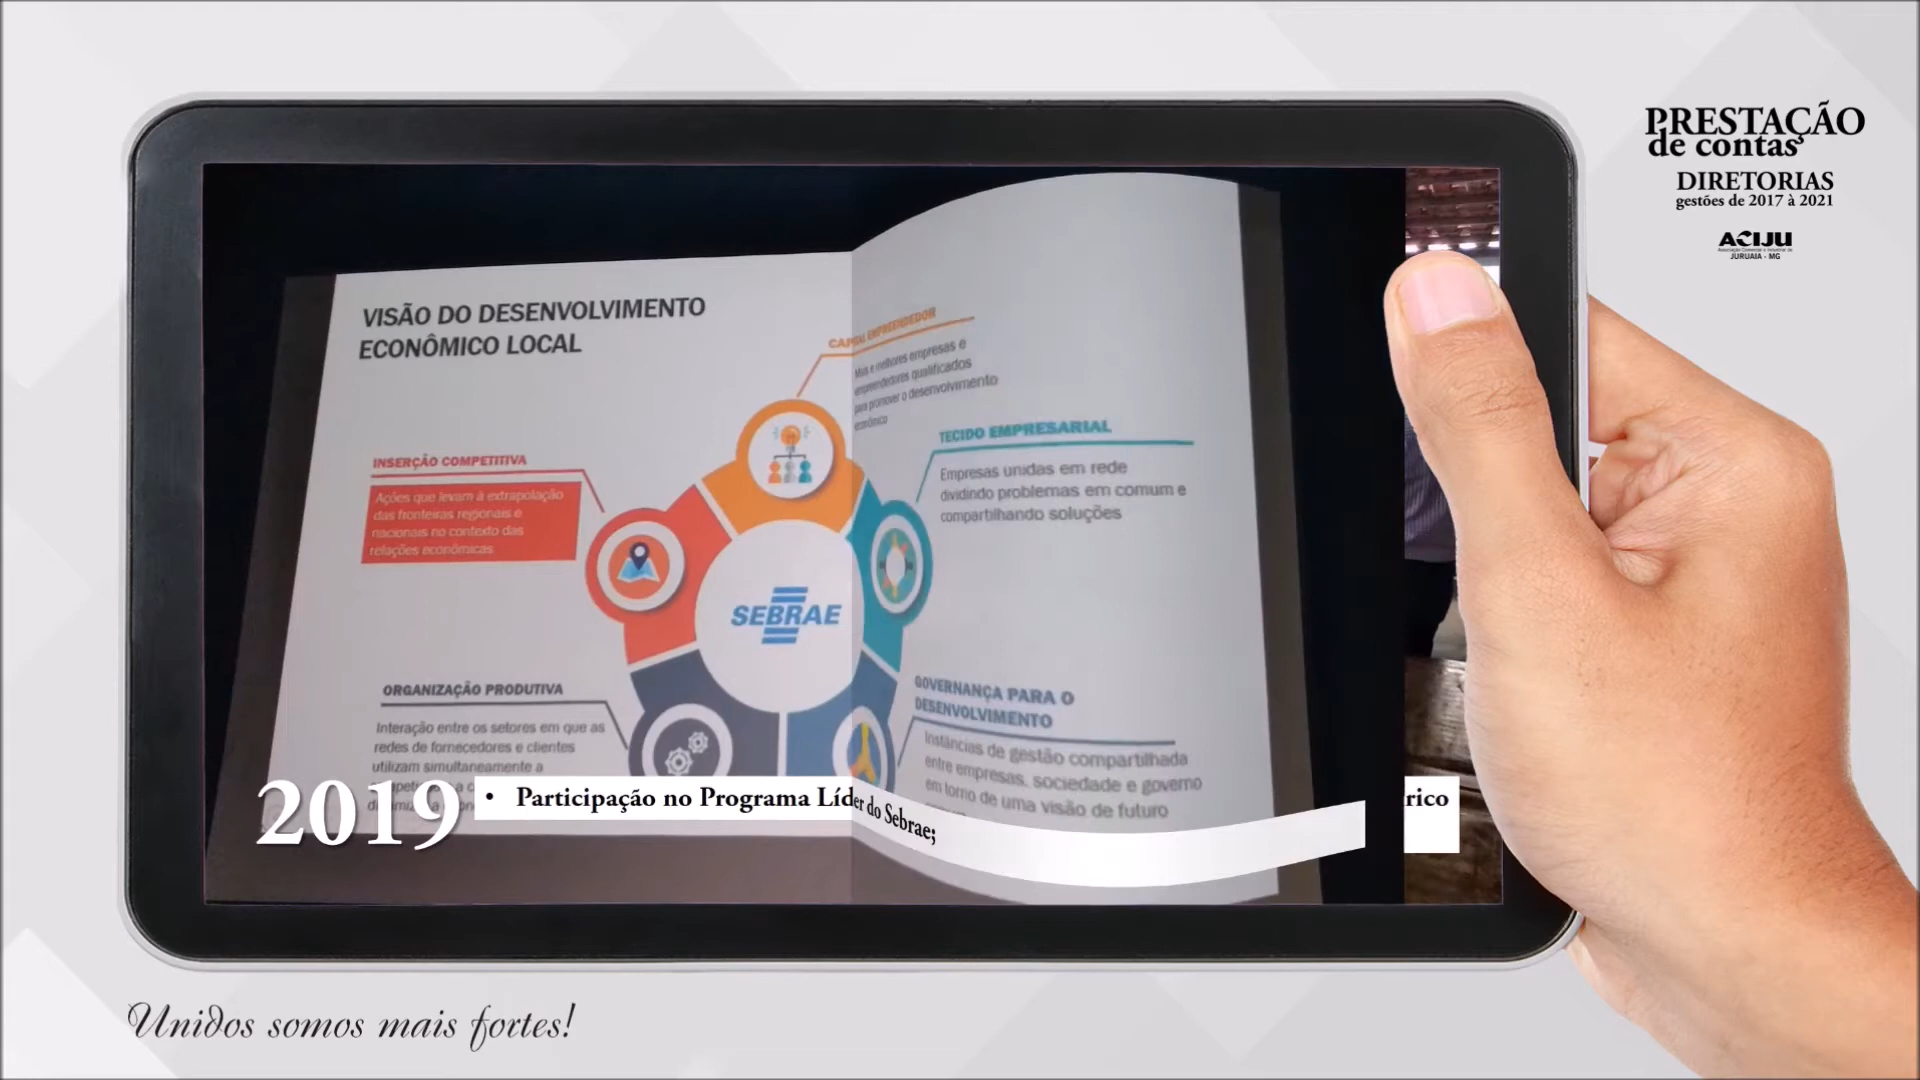 PRESTAÇÃO
de contas
DIRETORIAS
gestões de 2017 à 2021
ACIJU
JURUAIA - MG
VISÃO DO DESENVOLVIMENTO
ECONÔMICO LOCAL
CAPITAL EMPREENDEDOR
Mais e melhores empresas e
empreendedores qualificados
para promover o desenvolvimento
econômico
TECIDO EMPRESARIAL
Empresas unidas em rede
dividindo problemas em comum e
compartilhando soluções
INSERÇÃO COMPETITIVA
Ações que levam à extrapolação
das fronteiras regionais e
nacionais no contexto das
relações econômicas
SEBRAE
ORGANIZAÇÃO PRODUTIVA
Interação entre os setores em que as
redes de fornecedores e clientes
utilizam simultaneamente a
GOVERNANÇA PARA O
DESENVOLVIMENTO
Instâncias de gestão compartilhada
entre empresas, sociedade e governo
em torno de uma visão de futuro
2019
• Participação no Programa Líder do Sebrae;
rico
Unidos somos mais fortes!